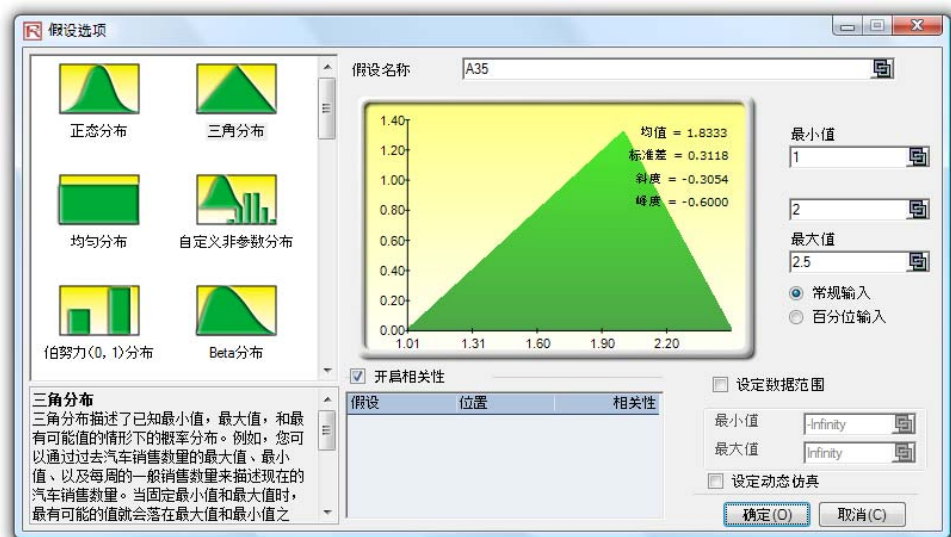 假设选项
正态分布
三角分布
均匀分布
自定义非参数分布
伯努力(0, 1)分布
Beta分布
三角分布
三角分布描述了已知最小值，最大值，和最
有可能值的情形下的概率分布。例如，您可
以通过过去汽车销售数量的最大值、最小
值、以及每周的一般销售数量来描述现在的
汽车销售数量。当固定最小值和最大值时，
最有可能的值就会落在最大值和最小值之
假设名称 A35
均值 = 1.8333
标准差 = 0.3118
斜度 = -0.3054
峰度 = -0.6000
1.40
1.20
1.00
0.80
0.60
0.40
0.20
0.00
1.01 1.31 1.60 1.90 2.20
最小值
1
2
最大值
2.5
常规输入
百分位输入
开启相关性
假设 位置 相关性
设定数据范围
最小值 -Infinity
最大值 Infinity
设定动态仿真
确定(O) 取消(C)